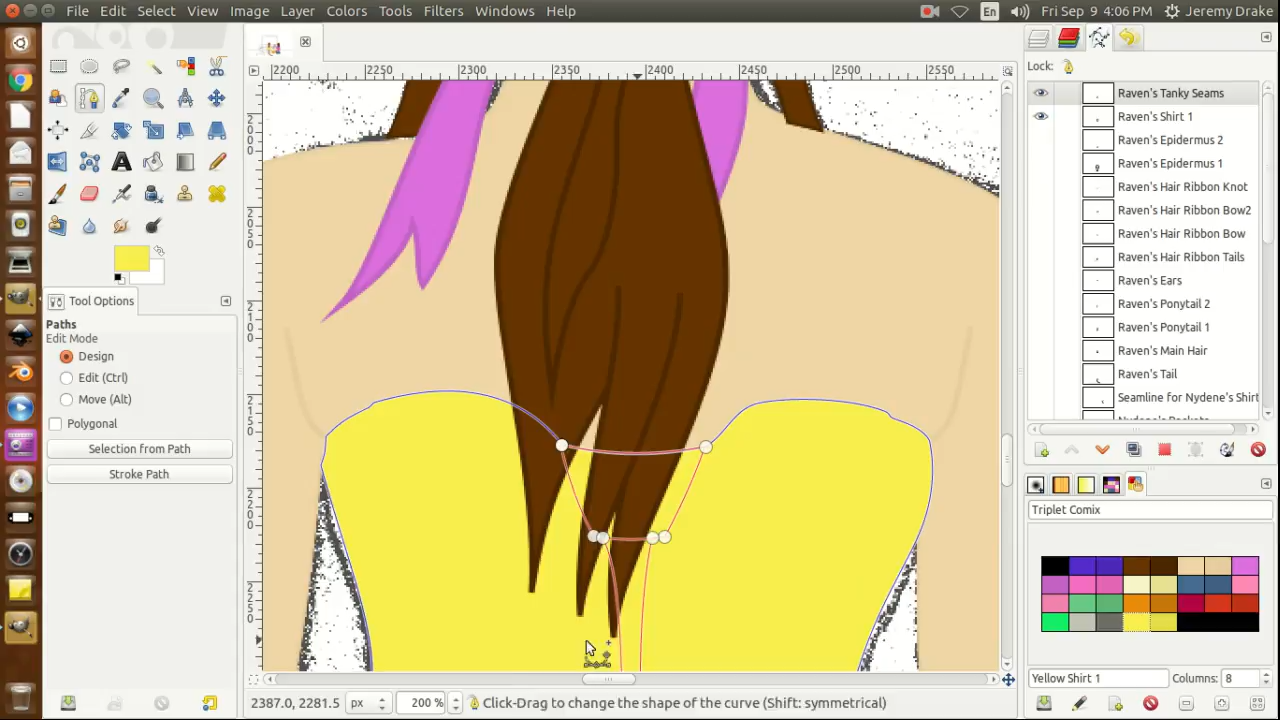 File Edit Select View Image Layer Colors Tools Filters Windows Help En Fri Sep 9 4:06 PM Jeremy Drake
2200 2250 2300 2350 2400 2450 2500 2550
Tool Options
Paths
Edit Mode
Design
Edit (Ctrl)
Move (Alt)
Polygonal
Selection from Path
Stroke Path
2387.0, 2281.5 px 200 % Click-Drag to change the shape of the curve (Shift: symmetrical)
Lock:
Raven's Tanky Seams
Raven's Shirt 1
Raven's Epidermus 2
Raven's Epidermus 1
Raven's Hair Ribbon Knot
Raven's Hair Ribbon Bow2
Raven's Hair Ribbon Bow
Raven's Hair Ribbon Tails
Raven's Ears
Raven's Ponytail 2
Raven's Ponytail 1
Raven's Main Hair
Raven's Tail
Seamline for Nydene's Shirt
Triplet Comix
Yellow Shirt 1 Columns: 8